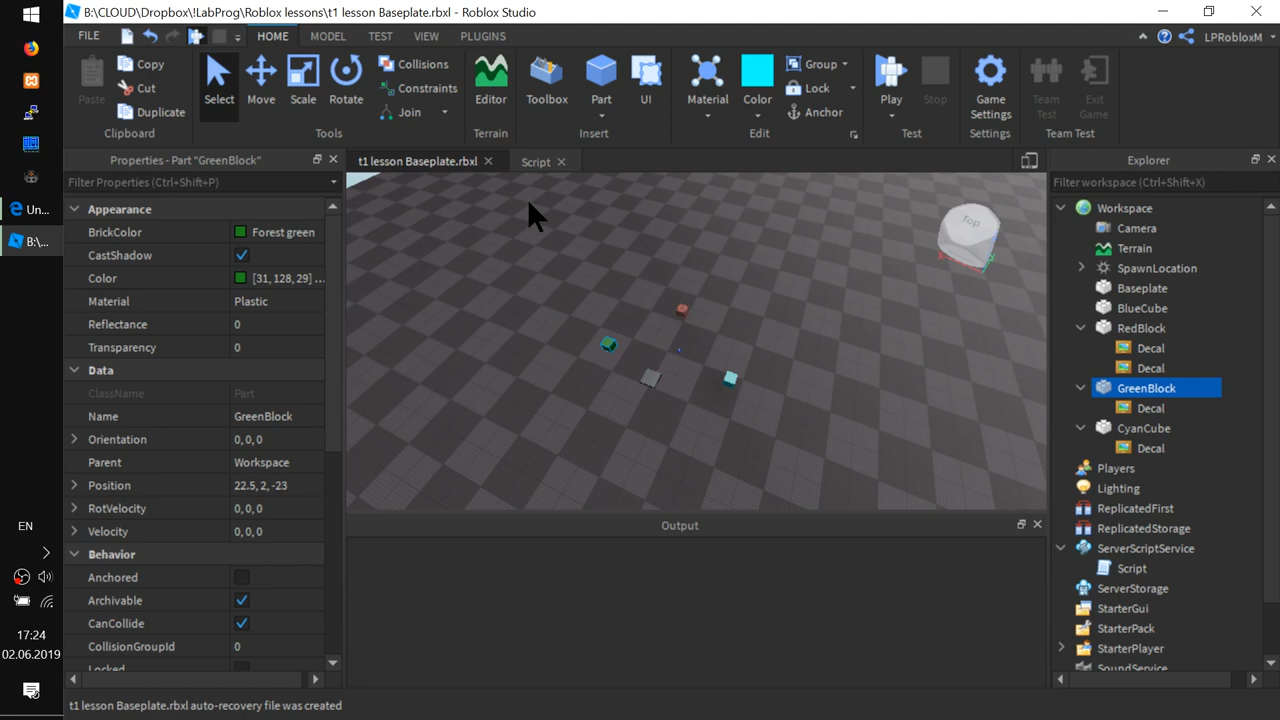 B:\CLOUD\Dropbox\!LabProg\Roblox lessons\t1 lesson Baseplate.rbxl - Roblox Studio
FILE HOME MODEL TEST VIEW PLUGINS LPRobloxM
Paste Copy Cut Duplicate
Clipboard
Select Move Scale Rotate Collisions Constraints Join
Tools
Editor
Terrain
Toolbox Part UI
Insert
Material Color Group Lock Anchor
Edit
Play Stop
Test
Game Settings
Settings
Team Test Exit Game
Team Test
Properties - Part "GreenBlock"
Filter Properties (Ctrl+Shift+P)
Appearance
BrickColor Forest green
CastShadow
Color [31, 128, 29] ...
Material Plastic
Reflectance 0
Transparency 0
Data
ClassName Part
Name GreenBlock
Orientation 0, 0, 0
Parent Workspace
Position 22.5, 2, -23
RotVelocity 0, 0, 0
Velocity 0, 0, 0
Behavior
Anchored
Archivable
CanCollide
CollisionGroupId 0
Locked
t1 lesson Baseplate.rbxl Script
Top
Output
Explorer
Filter workspace (Ctrl+Shift+X)
Workspace
Camera
Terrain
SpawnLocation
Baseplate
BlueCube
RedBlock
Decal
Decal
GreenBlock
Decal
CyanCube
Decal
Players
Lighting
ReplicatedFirst
ReplicatedStorage
ServerScriptService
Script
ServerStorage
StarterGui
StarterPack
StarterPlayer
SoundService
Un...
B:\...
EN
17:24
02.06.2019
t1 lesson Baseplate.rbxl auto-recovery file was created